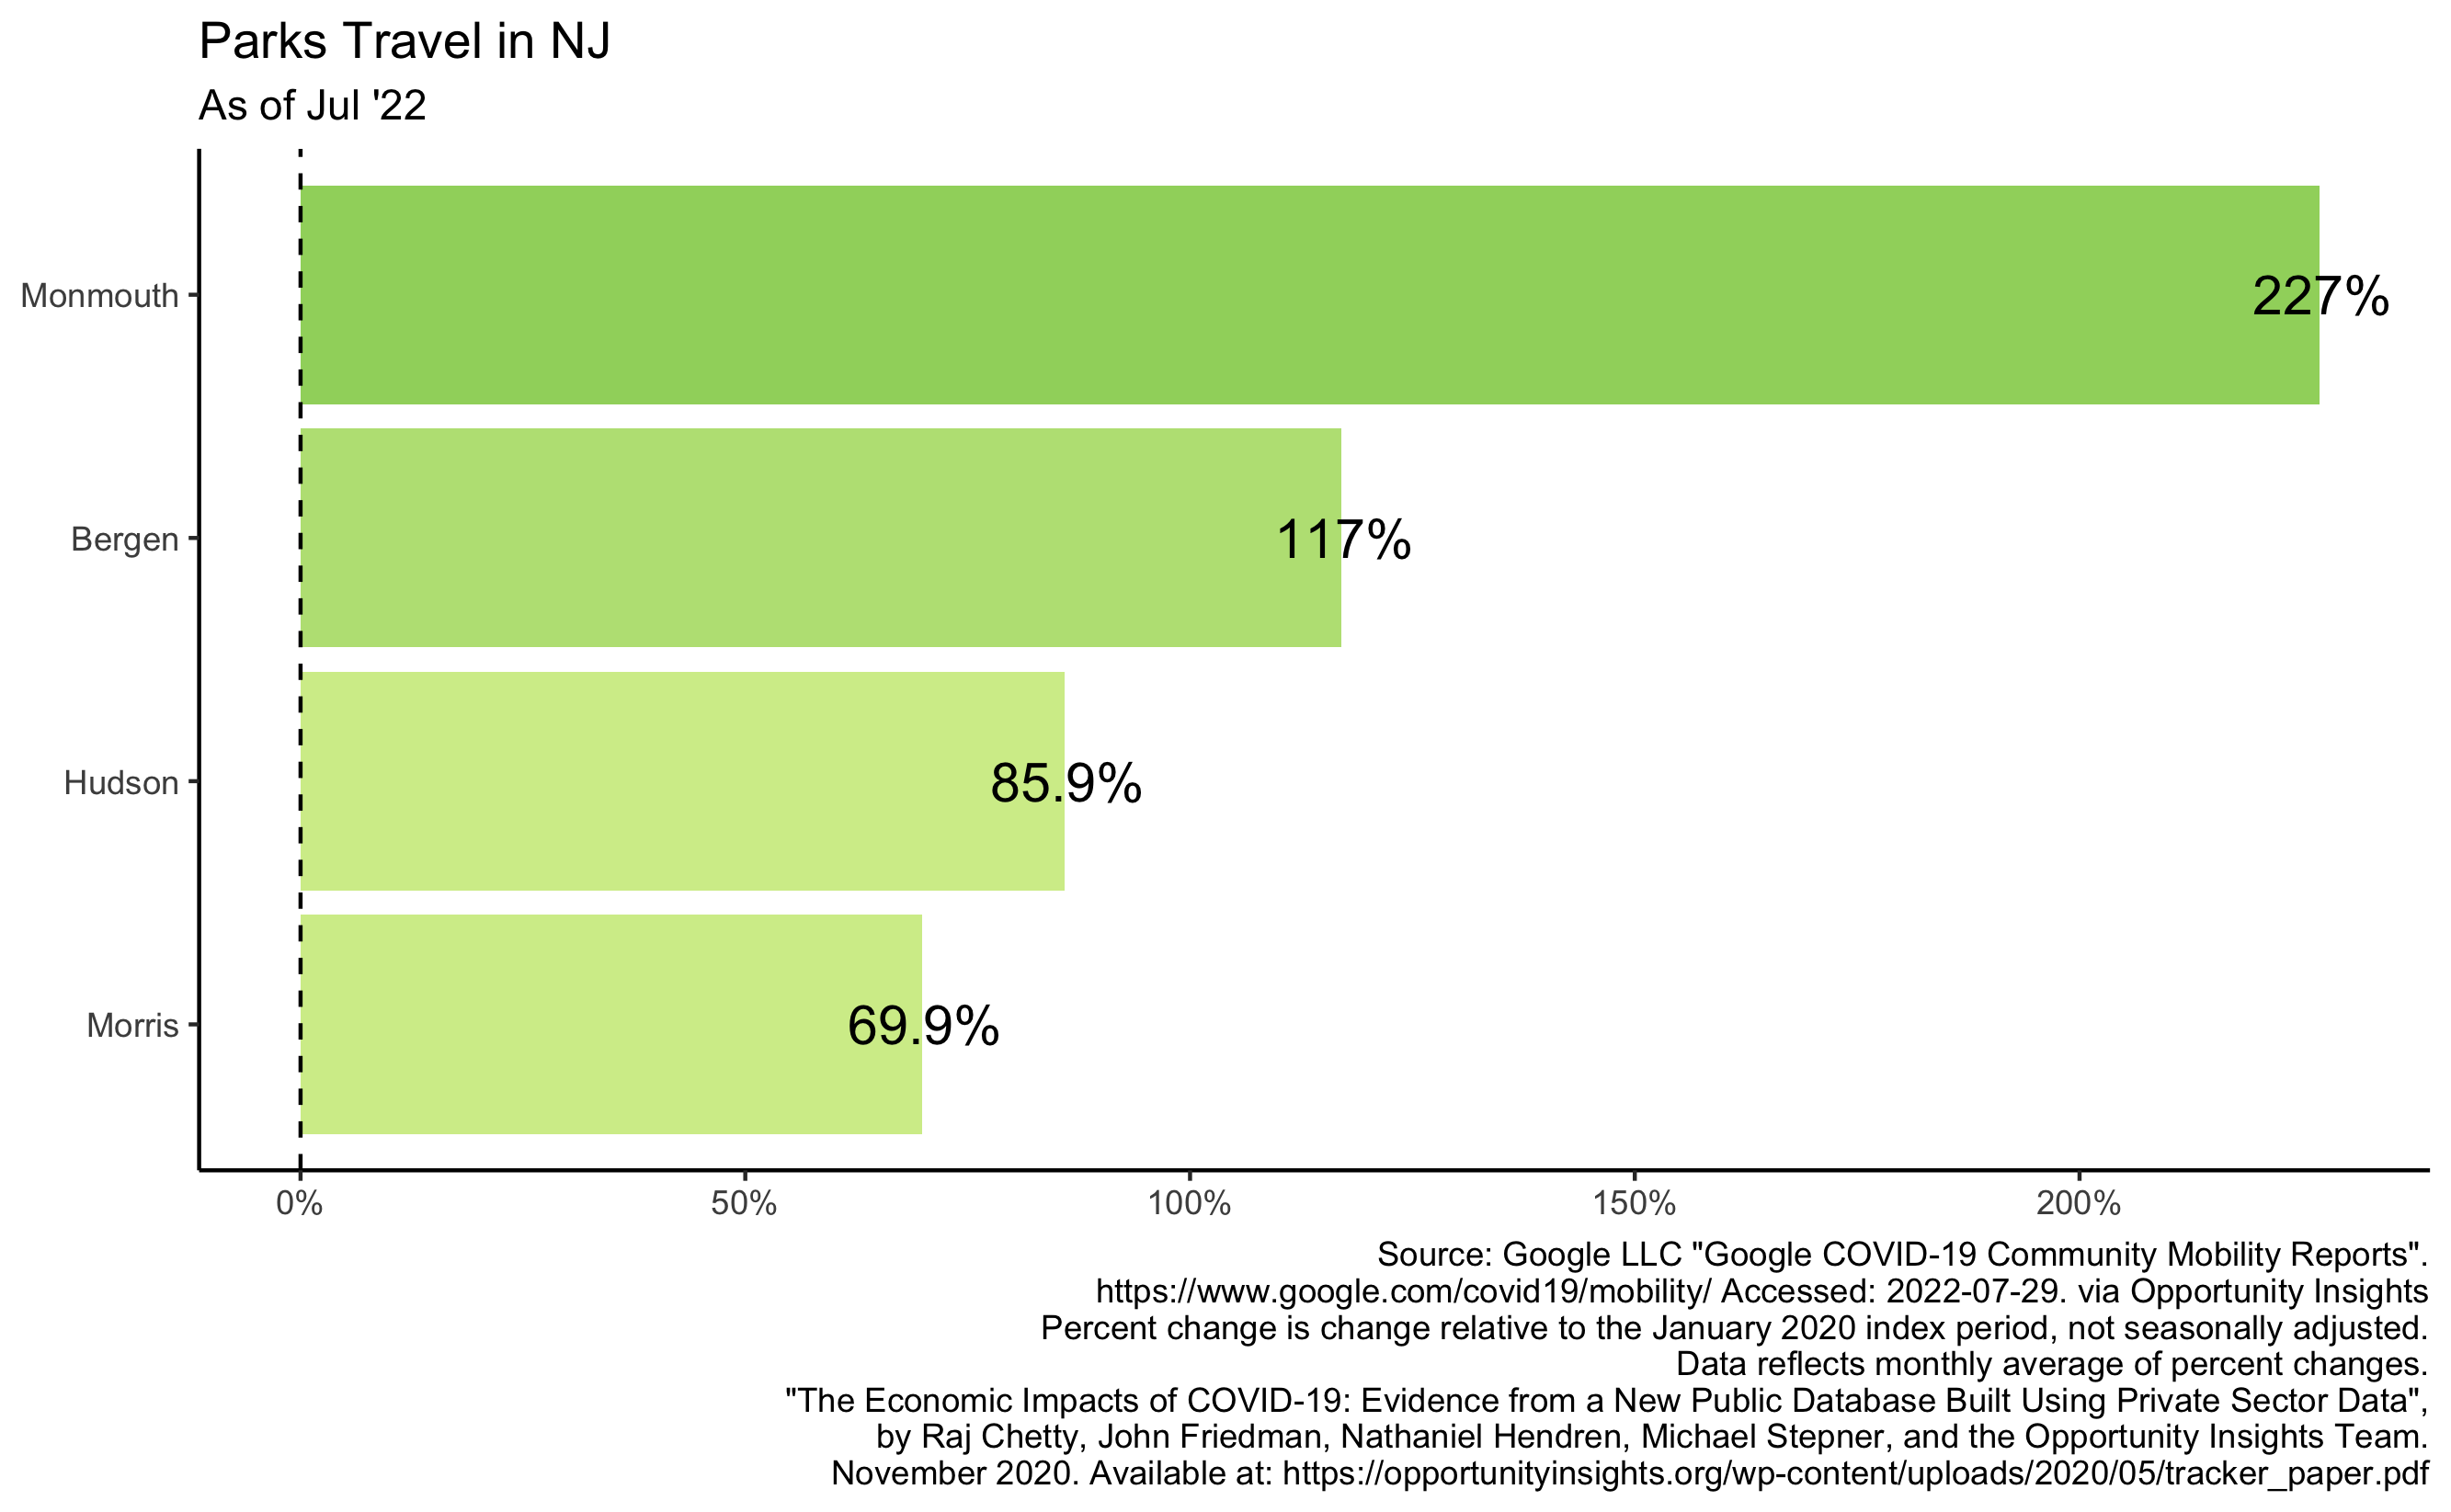 Parks Travel in NJ
As of Jul '22
Monmouth
227%
Bergen
117%
Hudson
85.9%
Morris
69.9%
0% 50% 100% 150% 200%
Source: Google LLC "Google COVID-19 Community Mobility Reports".
https://www.google.com/covid19/mobility/ Accessed: 2022-07-29. via Opportunity Insights
Percent change is change relative to the January 2020 index period, not seasonally adjusted.
Data reflects monthly average of percent changes.
"The Economic Impacts of COVID-19: Evidence from a New Public Database Built Using Private Sector Data",
by Raj Chetty, John Friedman, Nathaniel Hendren, Michael Stepner, and the Opportunity Insights Team.
November 2020. Available at: https://opportunityinsights.org/wp-content/uploads/2020/05/tracker_paper.pdf